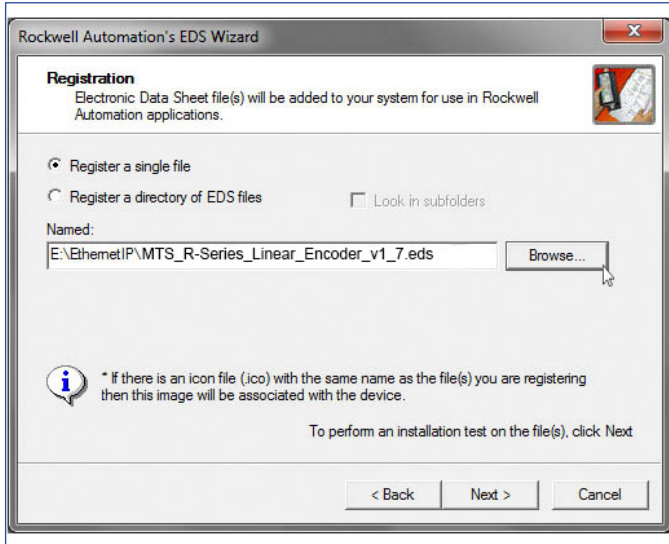 Rockwell Automation's EDS Wizard
Registration
Electronic Data Sheet file(s) will be added to your system for use in Rockwell
Automation applications.
Register a single file
Register a directory of EDS files
Look in subfolders
Named:
E:\EthernetIP\MTS_R-Series_Linear_Encoder_v1_7.eds
Browse...
* If there is an icon file (.ico) with the same name as the file(s) you are registering
then this image will be associated with the device.
To perform an installation test on the file(s), click Next
< Back
Next >
Cancel